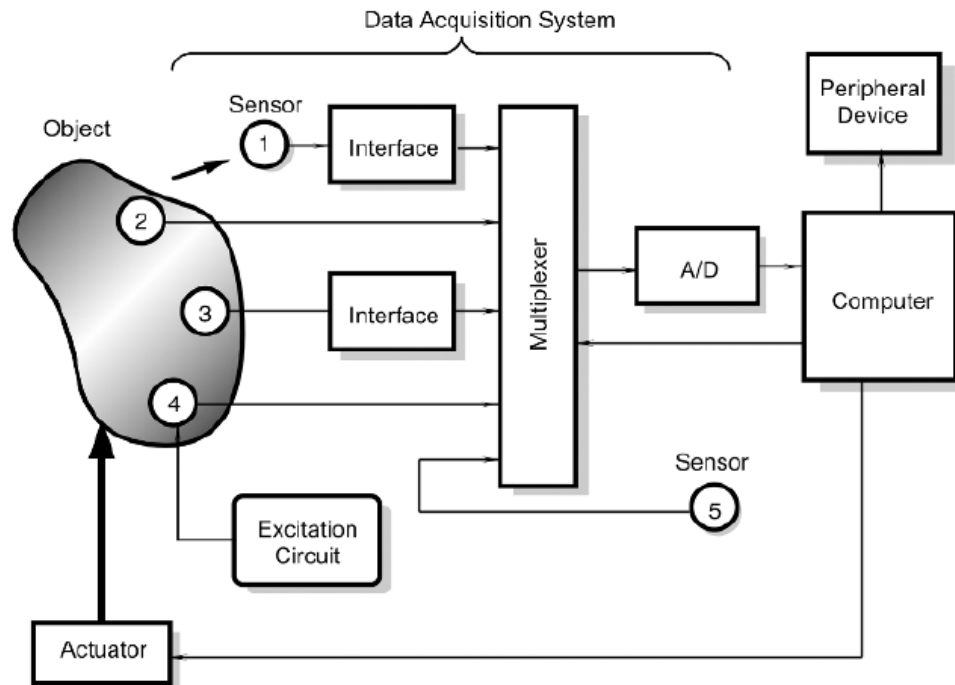 Data Acquisition System
Peripheral
Device
Sensor
Object
1
Interface
2
Multiplexer
A/D
3
Interface
Computer
4
Sensor
5
Excitation
Circuit
Actuator